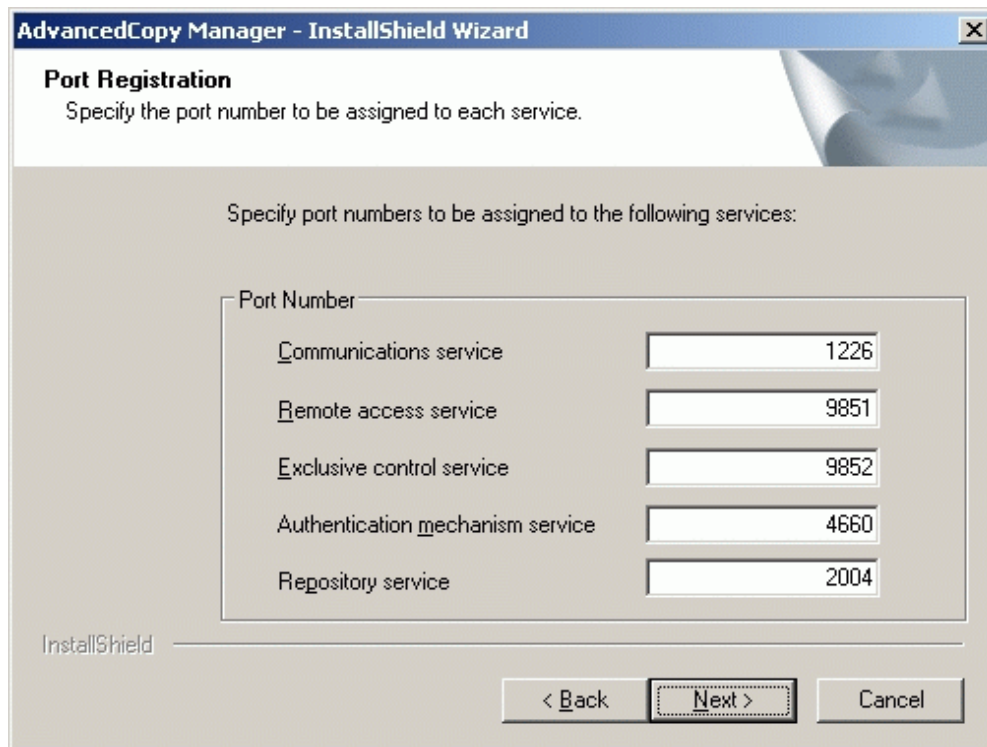 AdvancedCopy Manager - InstallShield Wizard
Port Registration
Specify the port number to be assigned to each service.
Specify port numbers to be assigned to the following services:
Port Number
Communications service 1226
Remote access service 9851
Exclusive control service 9852
Authentication mechanism service 4660
Repository service 2004
InstallShield
< Back Next > Cancel